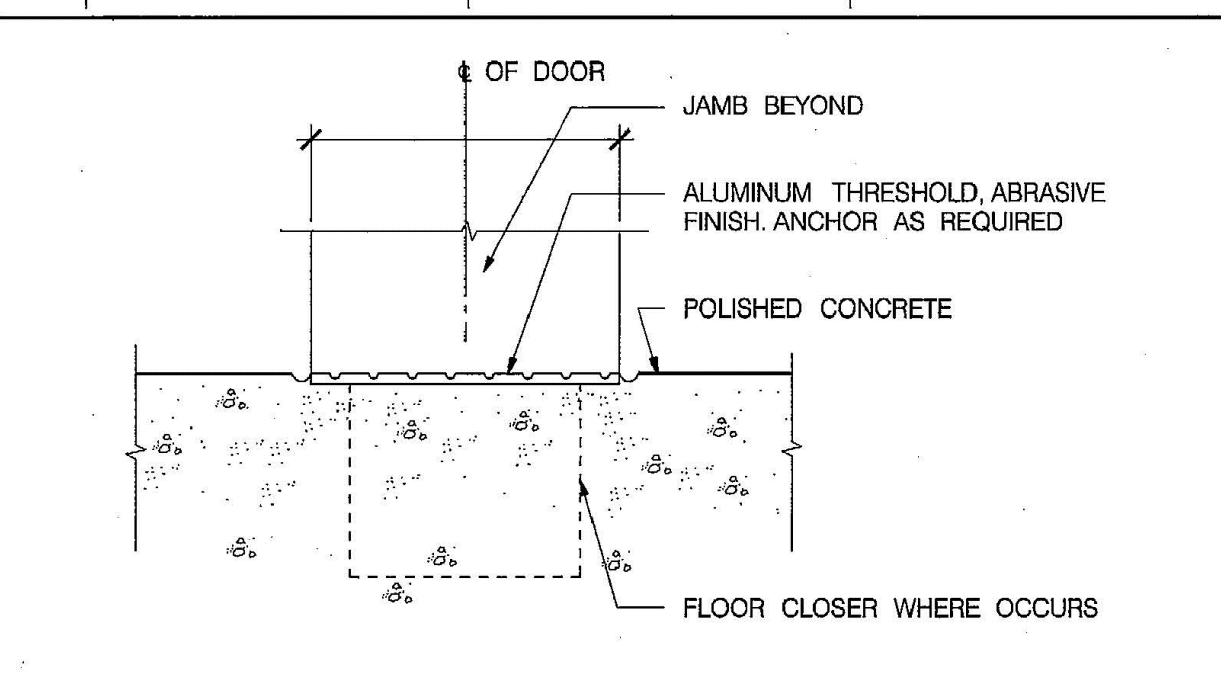 ℄ OF DOOR
JAMB BEYOND
ALUMINUM THRESHOLD, ABRASIVE
FINISH. ANCHOR AS REQUIRED
POLISHED CONCRETE
FLOOR CLOSER WHERE OCCURS